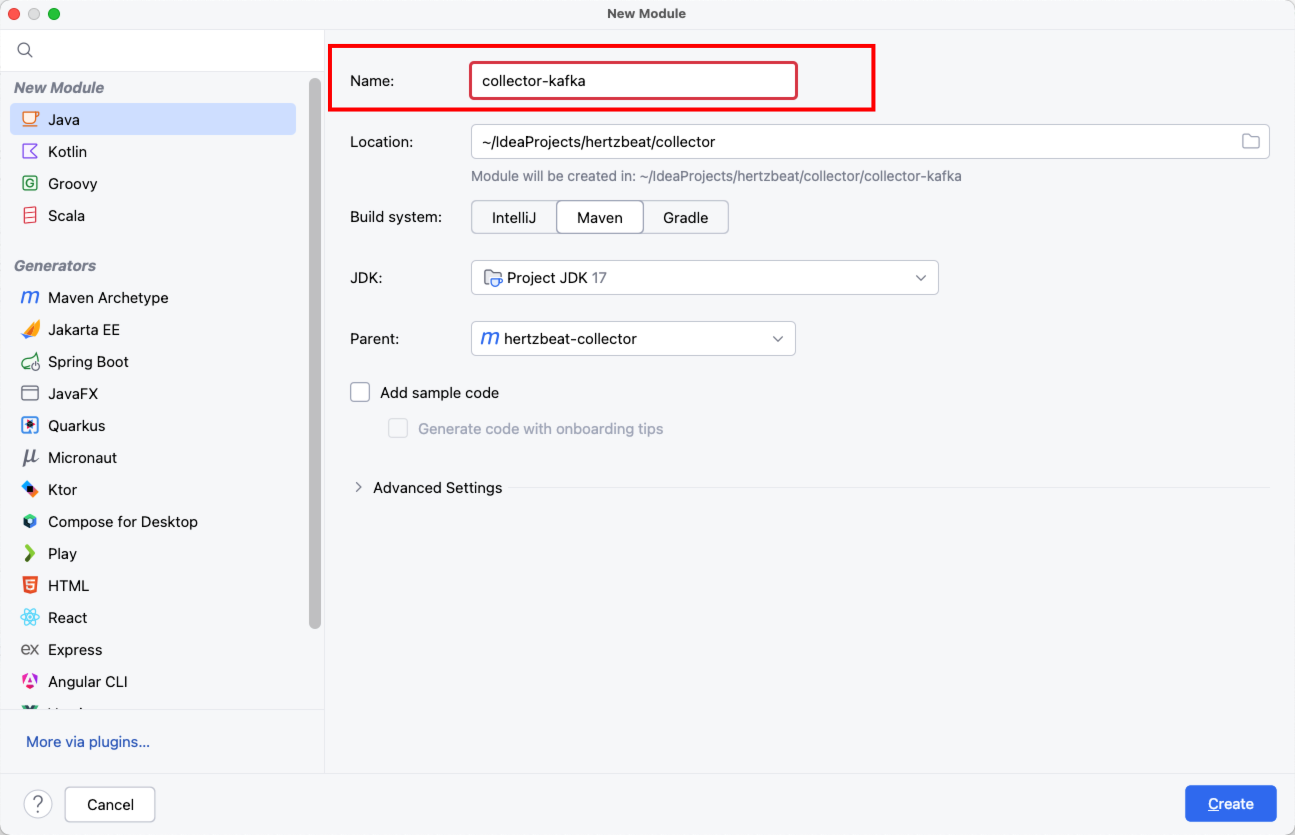 New Module
New Module
Java
Kotlin
Groovy
Scala
Generators
Maven Archetype
Jakarta EE
Spring Boot
JavaFX
Quarkus
Micronaut
Ktor
Compose for Desktop
Play
HTML
React
Express
Angular CLI
More via plugins...
Name:
collector-kafka
Location:
~/IdeaProjects/hertzbeat/collector
Module will be created in: ~/IdeaProjects/hertzbeat/collector/collector-kafka
Build system:
IntelliJ Maven Gradle
JDK:
Project JDK 17
Parent:
hertzbeat-collector
Add sample code
Generate code with onboarding tips
Advanced Settings
? Cancel Create